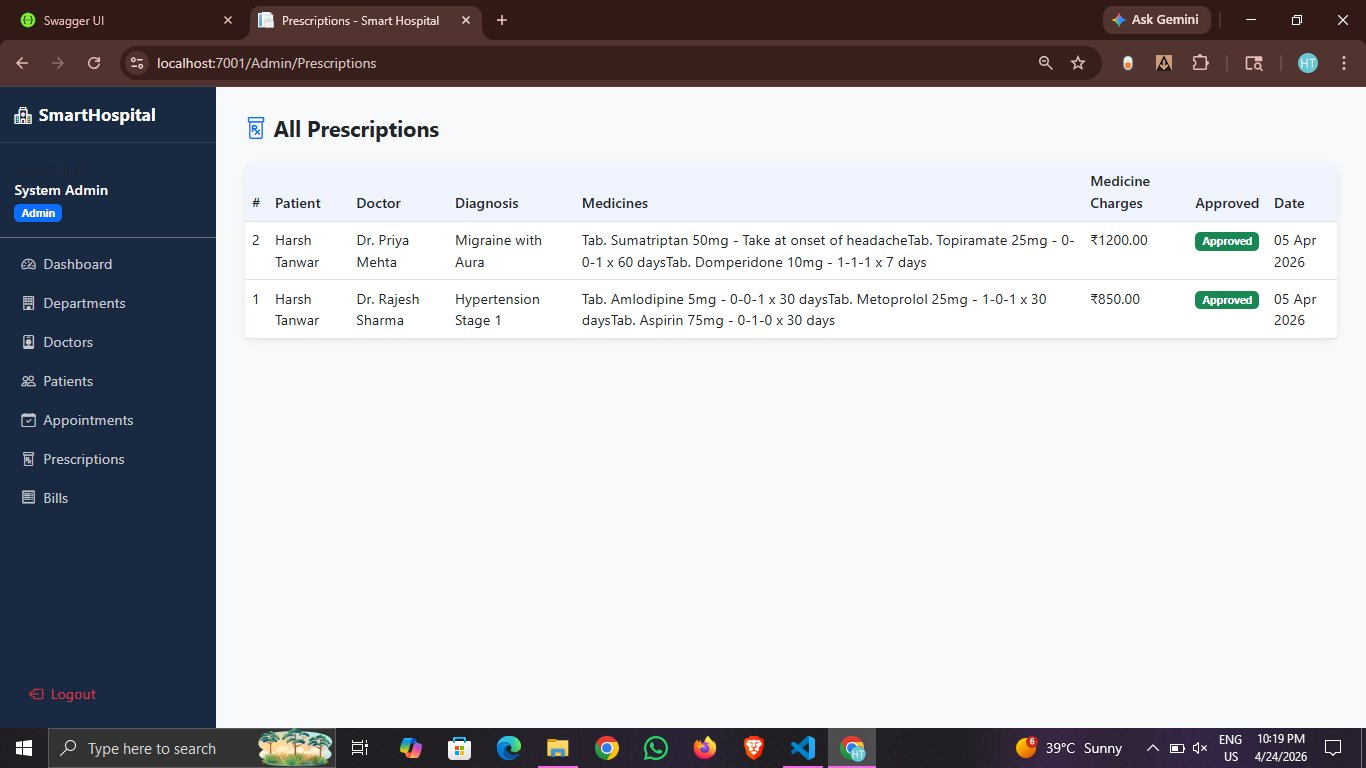 Swagger UI
Prescriptions - Smart Hospital
Ask Gemini
localhost:7001/Admin/Prescriptions
HT
SmartHospital
System Admin
Admin
Dashboard
Departments
Doctors
Patients
Appointments
Prescriptions
Bills
Logout
All Prescriptions
# Patient Doctor Diagnosis Medicines Medicine Charges Approved Date
2 Harsh Tanwar Dr. Priya Mehta Migraine with Aura Tab. Sumatriptan 50mg - Take at onset of headacheTab. Topiramate 25mg - 0-0-1 x 60 daysTab. Domperidone 10mg - 1-1-1 x 7 days ₹1200.00 Approved 05 Apr 2026
1 Harsh Tanwar Dr. Rajesh Sharma Hypertension Stage 1 Tab. Amlodipine 5mg - 0-0-1 x 30 daysTab. Metoprolol 25mg - 1-0-1 x 30 daysTab. Aspirin 75mg - 0-1-0 x 30 days ₹850.00 Approved 05 Apr 2026
Type here to search
HT
6
39°C Sunny
ENG
US
10:19 PM
4/24/2026